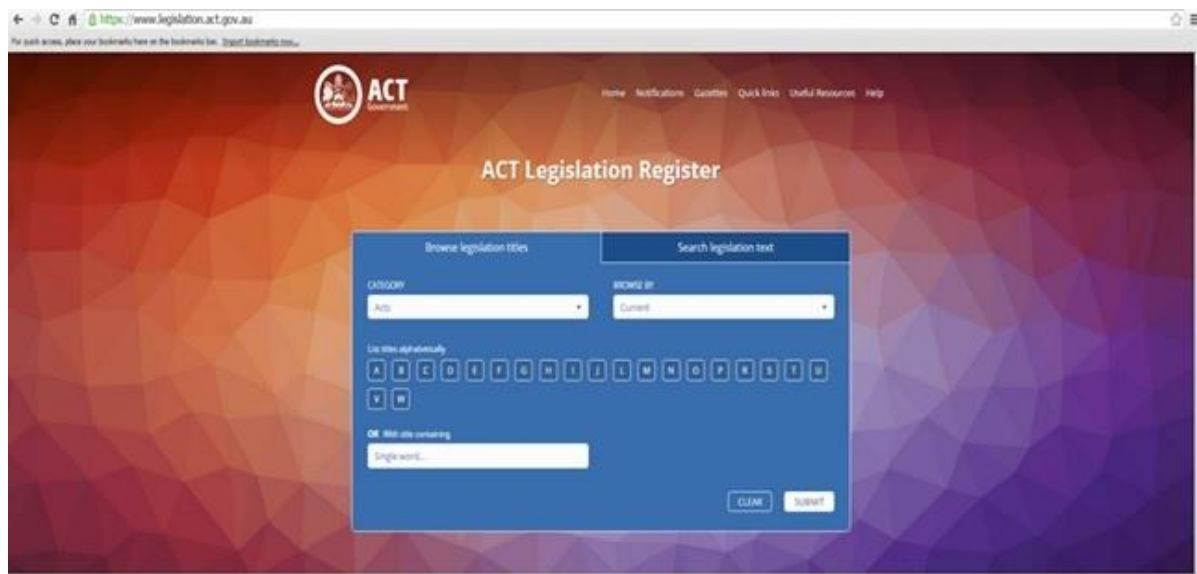 https://www.legislation.act.gov.au
For quick access, place your bookmarks here on the bookmarks bar. Import bookmarks now...
ACT
Government
Home Notifications Gazettes Quick links Useful Resources Help
ACT Legislation Register
Browse legislation titles Search legislation text
CATEGORY BROWSE BY
Acts Current
List titles alphabetically
A B C D E F G H I J L M N O P R S T U
V W
OR With title containing
Single word...
CLEAR SUBMIT